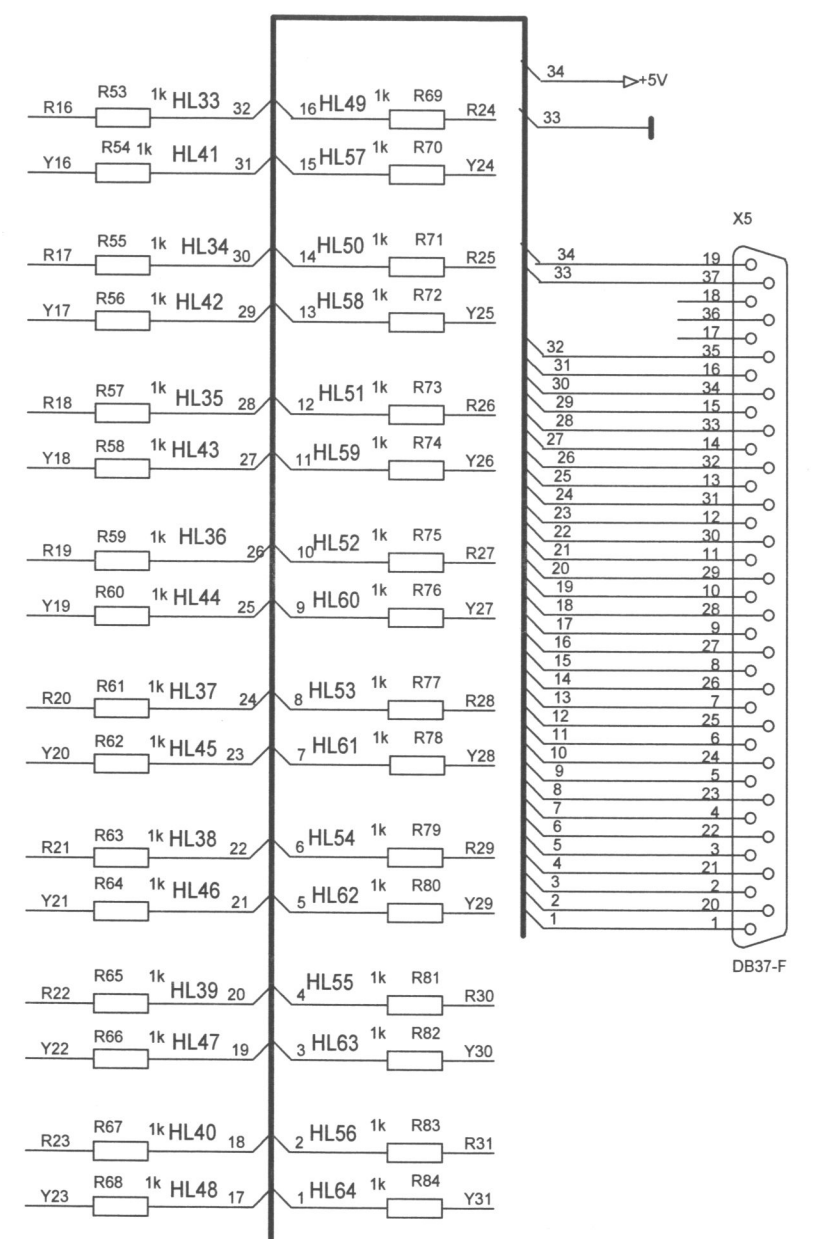 34 +5V
R53 1k HL33 32 16 HL49 1k R69
R16 R24
33
R54 1k HL41 31 15 HL57 1k R70
Y16 Y24
X5
R55 1k HL34 30 14 HL50 1k R71
R17 R25
34 19
33 37
18
R56 1k HL42 29 13 HL58 1k R72
Y17 Y25
36
17
32 35
31 16
R57 1k HL35 28 12 HL51 1k R73
R18 R26
30 34
29 15
28 33
R58 1k HL43 27 11 HL59 1k R74
Y18 Y26
27 14
26 32
25 13
24 31
23 12
R59 1k HL36 26 10 HL52 1k R75
R19 R27
22 30
21 11
20 29
R60 1k HL44 25 9 HL60 1k R76
Y19 Y27
19 10
18 28
17 9
16 27
15 8
R61 1k HL37 24 8 HL53 1k R77
R20 R28
14 26
13 7
12 25
R62 1k HL45 23 7 HL61 1k R78
Y20 Y28
11 6
10 24
9 5
8 23
7 4
R63 1k HL38 22 6 HL54 1k R79
R21 R29
6 22
5 3
4 21
R64 1k HL46 21 5 HL62 1k R80
Y21 Y29
3 2
2 20
1 1
DB37-F
R65 1k HL39 20 4 HL55 1k R81
R22 R30
R66 1k HL47 19 3 HL63 1k R82
Y22 Y30
R67 1k HL40 18 2 HL56 1k R83
R23 R31
R68 1k HL48 17 1 HL64 1k R84
Y23 Y31